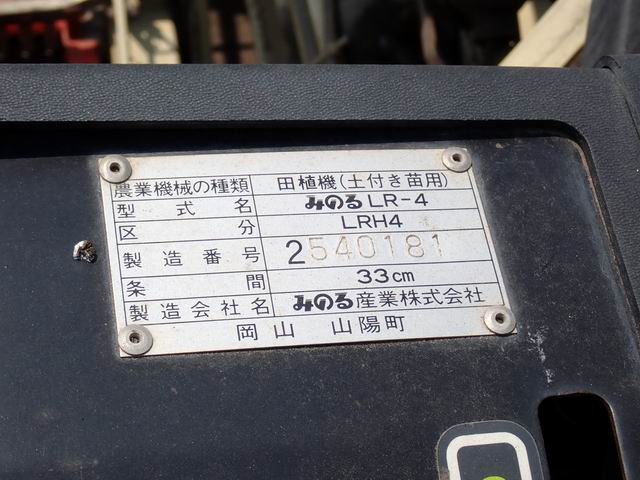 農業機械の種類 田植機(土付き苗用)
型式名 みのるLR-4
区分 LRH4
製造番号 2540181
条間 33cm
製造会社名 みのる産業株式会社
岡山 山陽町